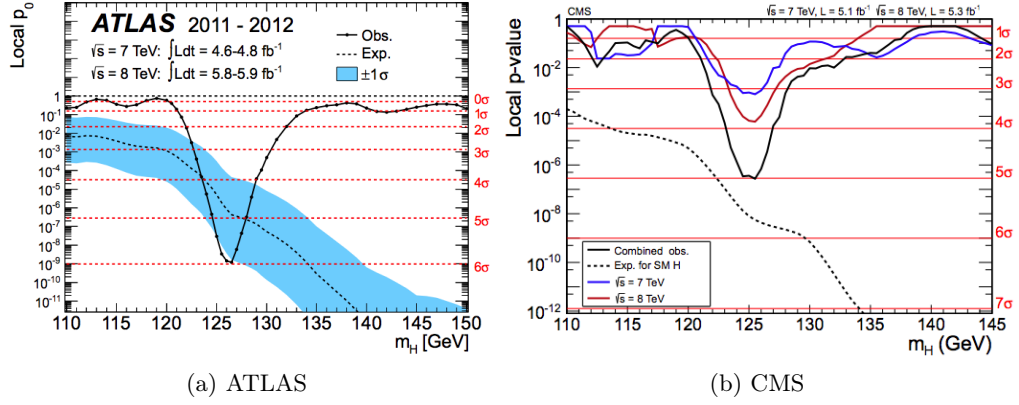 ATLAS 2011 - 2012
√s = 7 TeV: ∫Ldt = 4.6-4.8 fb⁻¹
√s = 8 TeV: ∫Ldt = 5.8-5.9 fb⁻¹
Obs.
Exp.
±1σ
Local p₀
1
10⁻¹
10⁻²
10⁻³
10⁻⁴
10⁻⁵
10⁻⁶
10⁻⁷
10⁻⁸
10⁻⁹
10⁻¹⁰
10⁻¹¹
0σ
1σ
2σ
3σ
4σ
5σ
6σ
110 115 120 125 130 135 140 145 150
m_H [GeV]
(a) ATLAS
CMS √s = 7 TeV, L = 5.1 fb⁻¹ √s = 8 TeV, L = 5.3 fb⁻¹
Local p-value
1
10⁻²
10⁻⁴
10⁻⁶
10⁻⁸
10⁻¹⁰
10⁻¹²
1σ
2σ
3σ
4σ
5σ
6σ
7σ
Combined obs.
Exp. for SM H
√s = 7 TeV
√s = 8 TeV
110 115 120 125 130 135 140 145
m_H (GeV)
(b) CMS